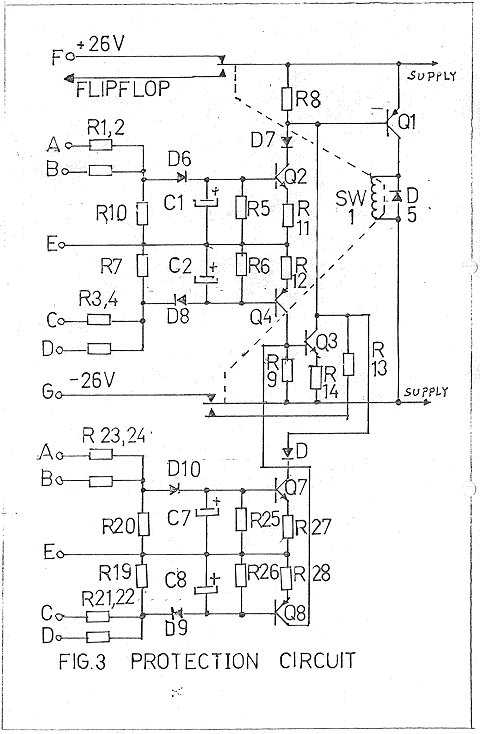 F +26V
SUPPLY
FLIPFLOP
R8
Q1
R1,2
A
D7
B
D6
Q2
SW 1
D 5
R10
C1 +
R5
R 11
E
R7
C2 +
R6
R 12
R3,4
C
D8
Q4
D
Q3
R 9
R 14
R 13
G -26V
SUPPLY
R 23,24
A
D
B
D10
Q7
R20
C7 +
R25
R 27
E
R19
C8 +
R26
R 28
R21,22
C
D9
Q8
D
FIG.3 PROTECTION CIRCUIT